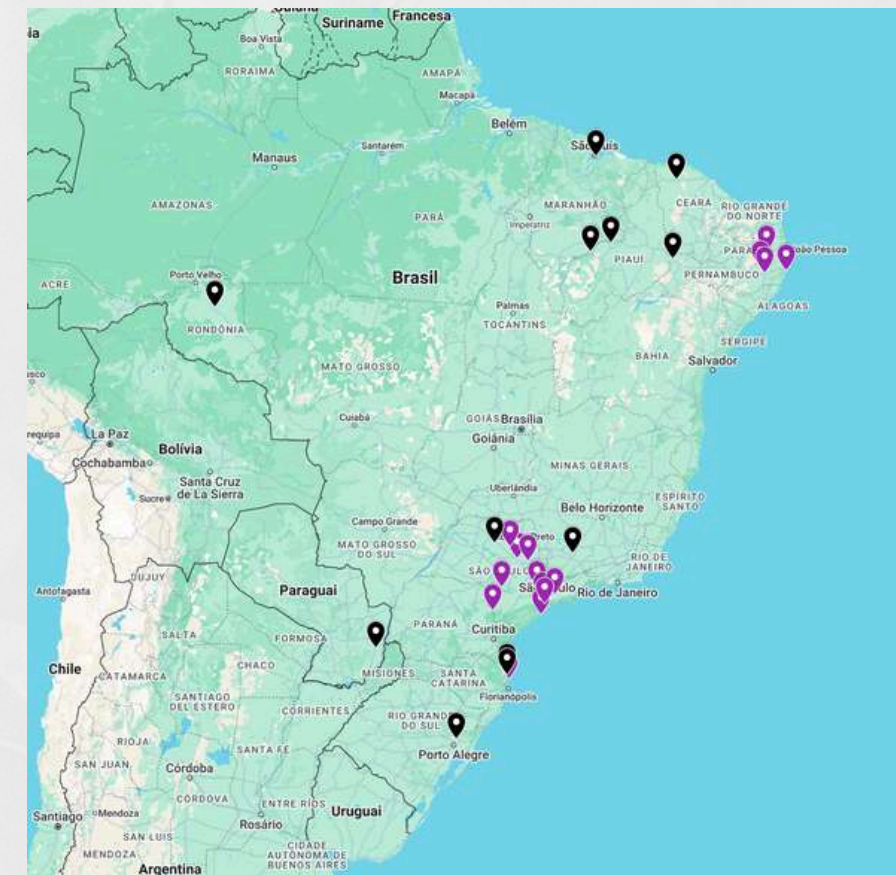 Suriname
Francesa
Boa Vista
RORAIMA
AMAPÁ
Macapá
Belém
São Luís
Santarém
Manaus
AMAZONAS
PARÁ
MARANHÃO
Imperatriz
CEARÁ
RIO GRANDE
DO NORTE
PIAUÍ
João Pessoa
PERNAMBUCO
Porto Velho
Brasil
ACRE
RONDÔNIA
Palmas
TOCANTINS
ALAGOAS
SERGIPE
BAHIA
Salvador
MATO GROSSO
Cuiabá
GOIÁS
Brasília
Goiânia
La Paz
Bolívia
Cochabamba
Santa Cruz
de La Sierra
Sucre
MINAS GERAIS
Uberlândia
Belo Horizonte
ESPÍRITO
SANTO
Campo Grande
MATO GROSSO
DO SUL
RIO DE
JANEIRO
Rio de Janeiro
Antofagasta
JUJUY
Paraguai
PARANÁ
Curitiba
SALTA
FORMOSA
CHACO
MISIONES
SANTA
CATARINA
Florianópolis
Chile
CATAMARCA
SANTIAGO
DEL ESTERO
CORRIENTES
RIO GRANDE
DO SUL
Porto Alegre
RIOJA
SANTA FE
SAN JUAN
Córdoba
CÓRDOVA
ENTRE RÍOS
Uruguai
Santiago
Mendoza
Rosário
SAN LUIS
MENDOZA
CIDADE
AUTÔNOMA DE
BUENOS AIRES
Argentina